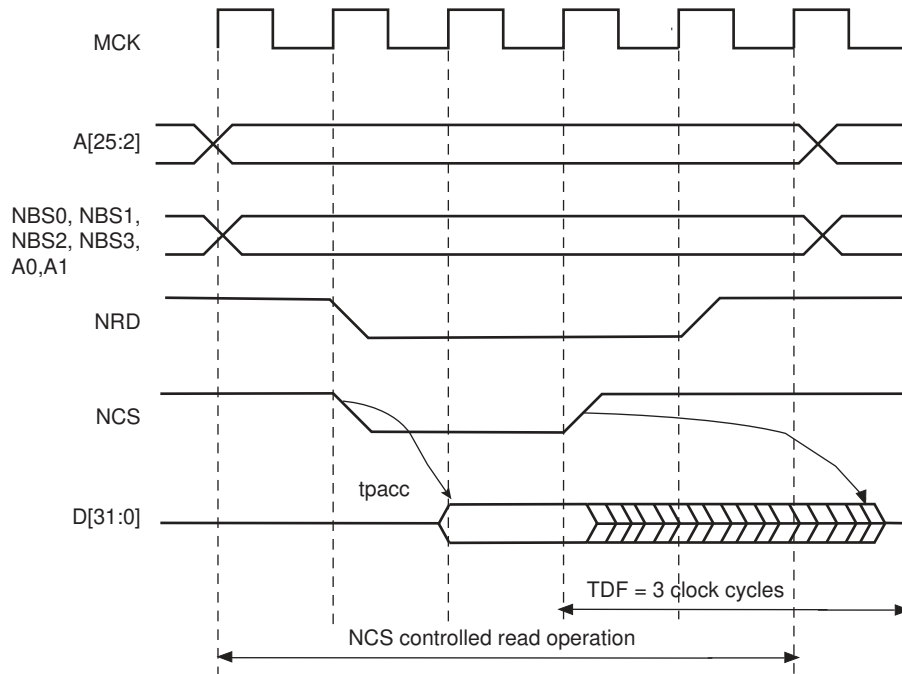 MCK
A[25:2]
NBS0, NBS1,
NBS2, NBS3,
A0,A1
NRD
NCS
tpacc
D[31:0]
TDF = 3 clock cycles
NCS controlled read operation